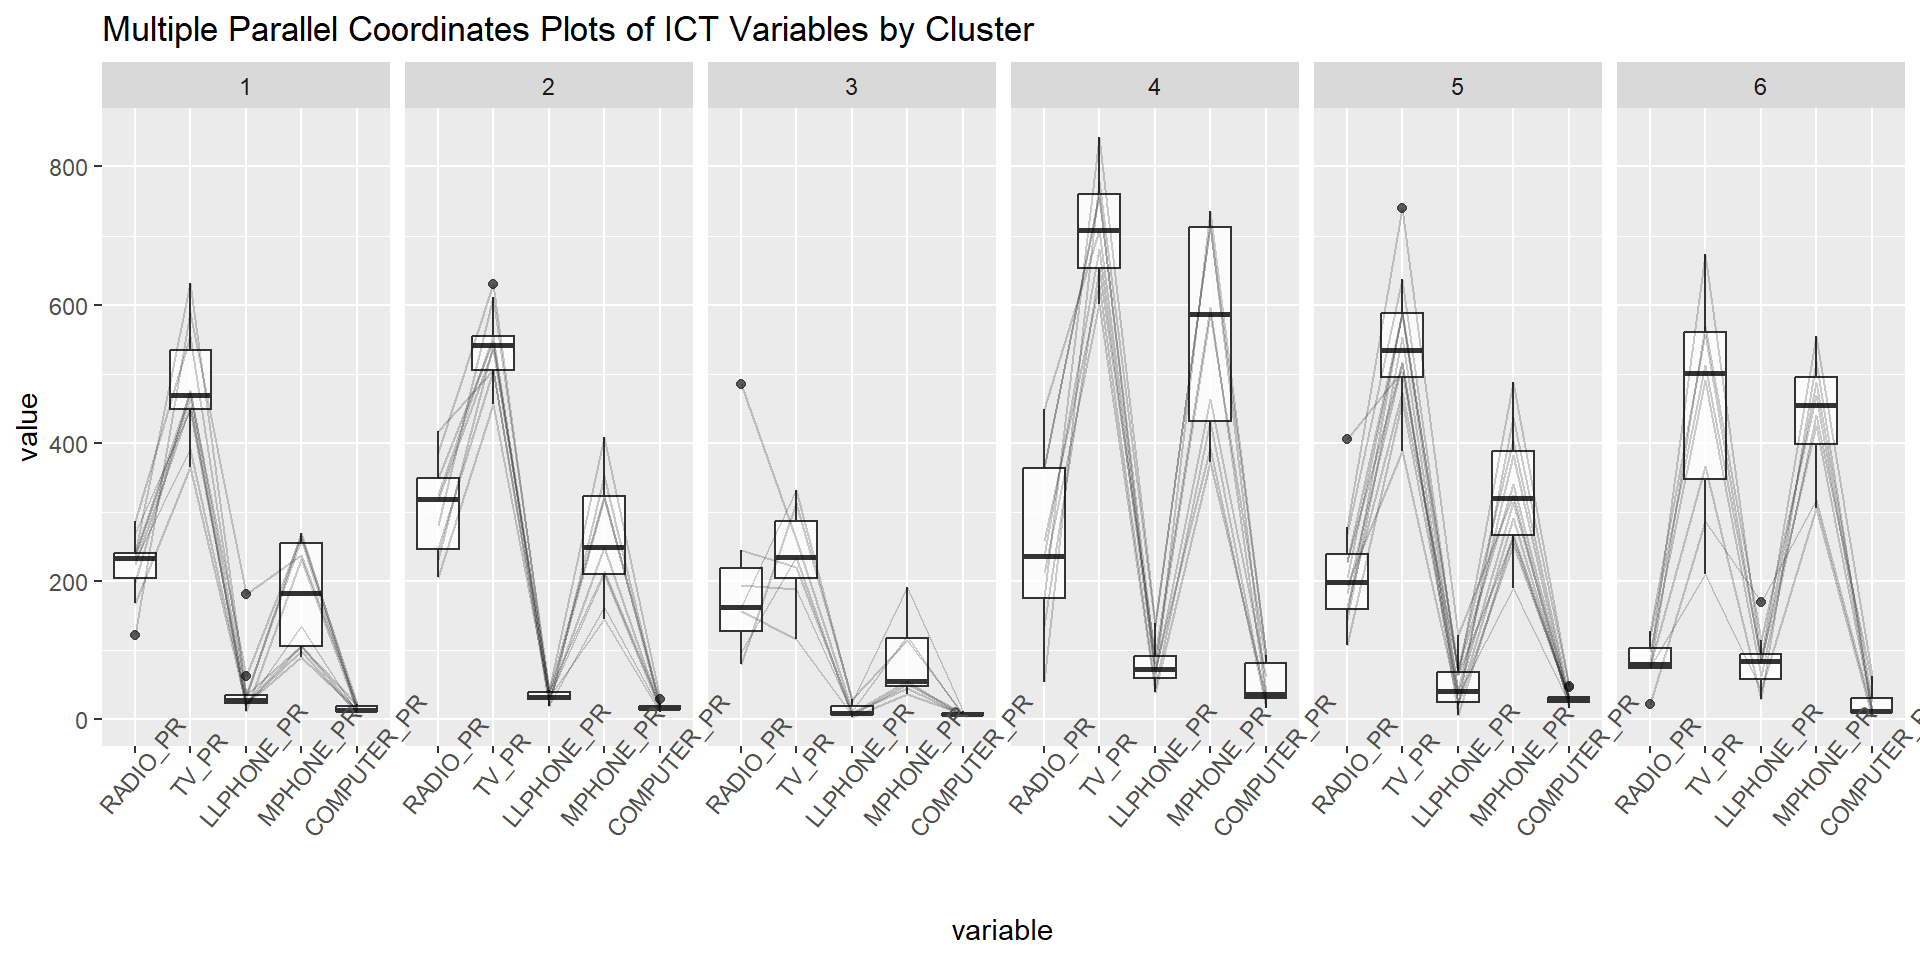 Multiple Parallel Coordinates Plots of ICT Variables by Cluster
1 2 3 4 5 6
800
600
400
200
0
value
RADIO_PR TV_PR LLPHONE_PR MPHONE_PR COMPUTER_PR
RADIO_PR TV_PR LLPHONE_PR MPHONE_PR COMPUTER_PR
RADIO_PR TV_PR LLPHONE_PR MPHONE_PR COMPUTER_PR
RADIO_PR TV_PR LLPHONE_PR MPHONE_PR COMPUTER_PR
RADIO_PR TV_PR LLPHONE_PR MPHONE_PR COMPUTER_PR
RADIO_PR TV_PR LLPHONE_PR MPHONE_PR COMPUTER_P
variable